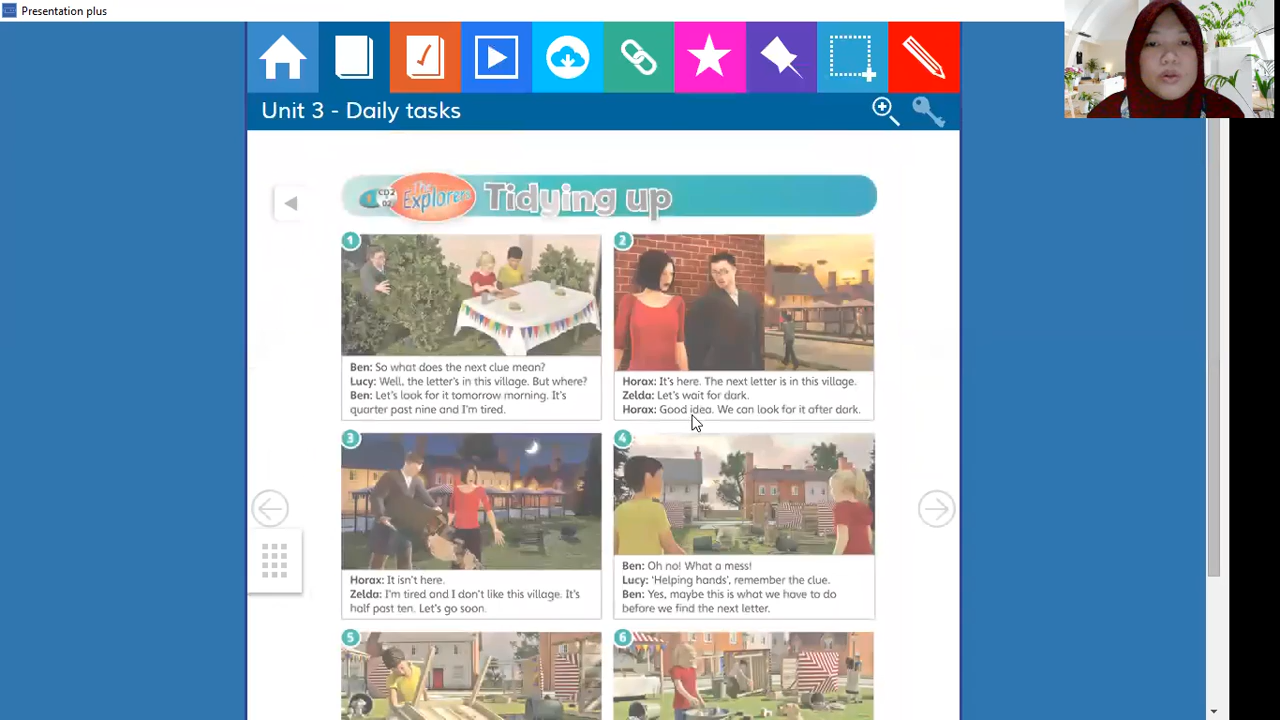 Presentation plus
Unit 3 - Daily tasks
1
CD2
02
The
Explorers
Tidying up
1
Ben: So what does the next clue mean?
Lucy: Well, the letter's in this village. But where?
Ben: Let's look for it tomorrow morning. It's
quarter past nine and I'm tired.
2
Horax: It's here. The next letter is in this village.
Zelda: Let's wait for dark.
Horax: Good idea. We can look for it after dark.
3
Horax: It isn't here.
Zelda: I'm tired and I don't like this village. It's
half past ten. Let's go soon.
4
Ben: Oh no! What a mess!
Lucy: 'Helping hands', remember the clue.
Ben: Yes, maybe this is what we have to do
before we find the next letter.
5
6